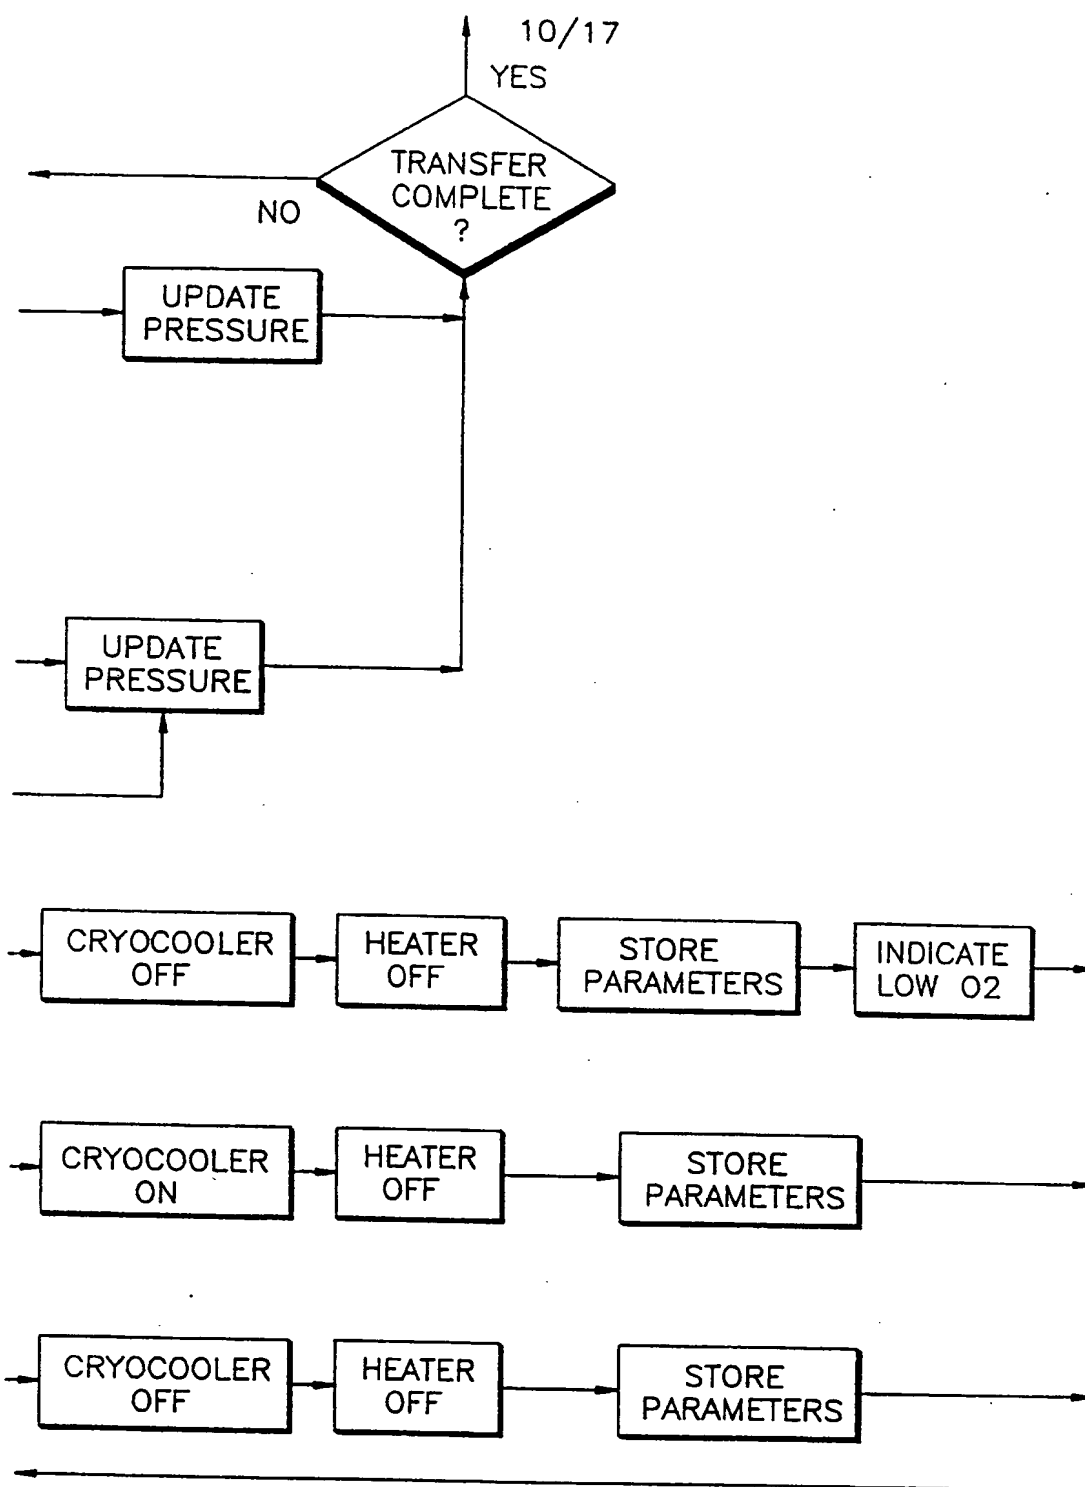 10/17
YES
TRANSFER
COMPLETE
?
NO
UPDATE
PRESSURE
UPDATE
PRESSURE
CRYOCOOLER
OFF
HEATER
OFF
STORE
PARAMETERS
INDICATE
LOW O2
CRYOCOOLER
ON
HEATER
OFF
STORE
PARAMETERS
CRYOCOOLER
OFF
HEATER
OFF
STORE
PARAMETERS